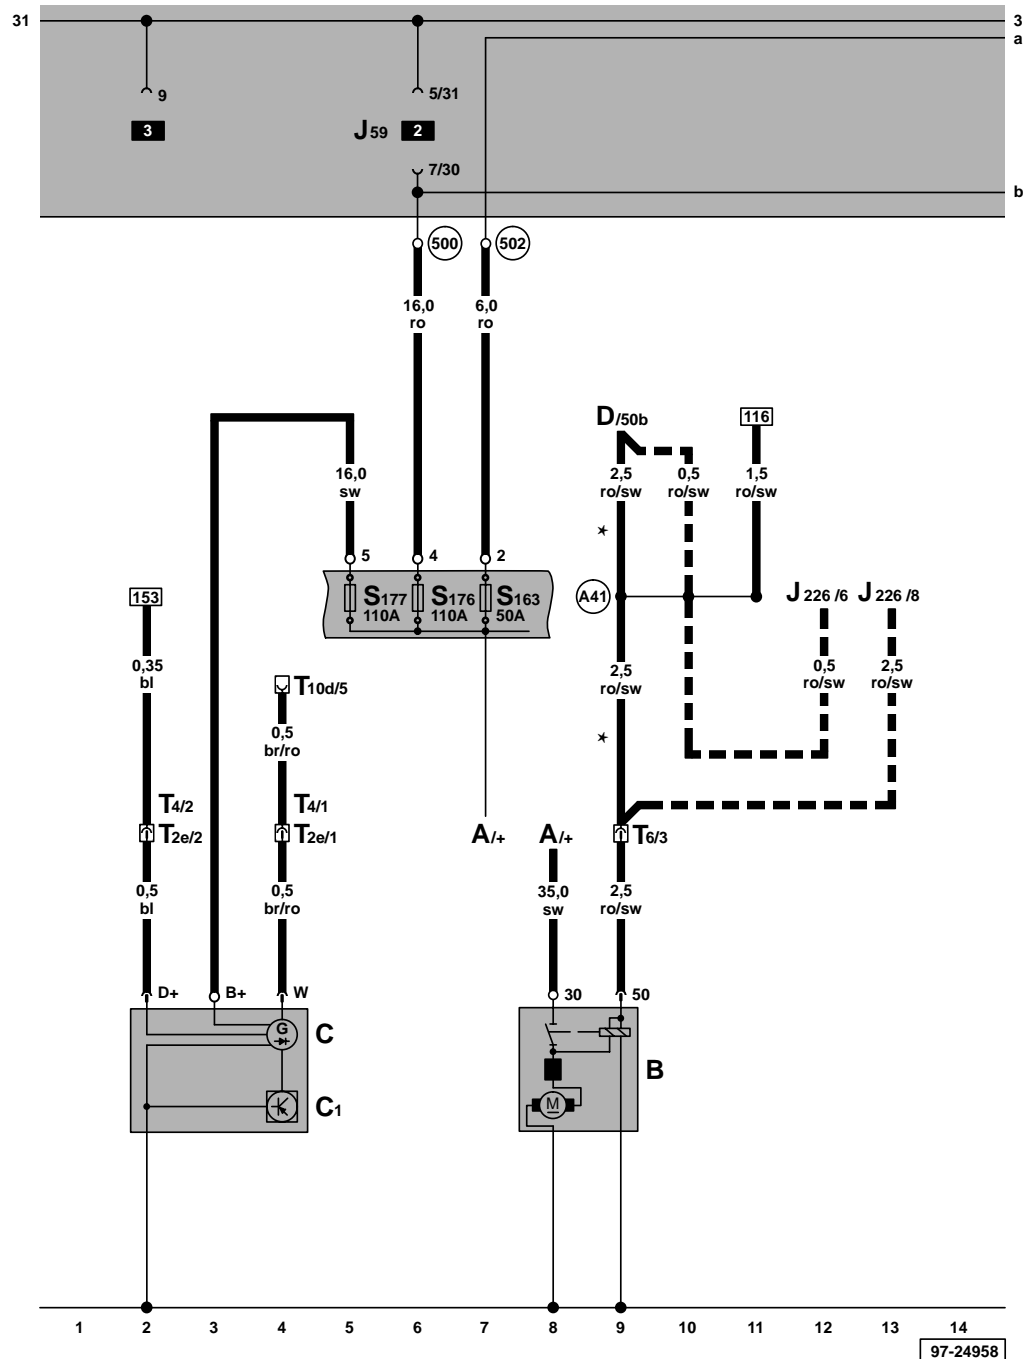 31
3
a
9
5/31
3
J 59
2
7/30
b
500
502
16,0
ro
6,0
ro
D/50b
116
16,0
sw
2,5
ro/sw
0,5
ro/sw
1,5
ro/sw
*
5
4
2
S177
110A
S176
110A
S163
50A
153
A41
J 226 /6
J 226 /8
0,35
bl
2,5
ro/sw
0,5
ro/sw
2,5
ro/sw
T10d/5
0,5
br/ro
*
T4/2
T2e/2
T4/1
T2e/1
A/+
A/+
T6/3
0,5
bl
0,5
br/ro
35,0
sw
2,5
ro/sw
D+
B+
W
30
50
G
C
B
C1
M
1 2 3 4 5 6 7 8 9 10 11 12 13 14
97-24958